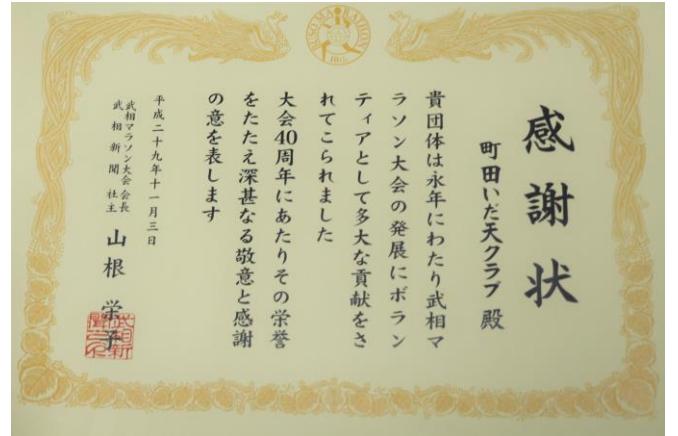 感謝状
町田いだ天クラブ 殿
貴団体は永年にわたり武相マ
ラソン大会の発展にボラン
ティアとして多大な貢献をさ
れてこられました
大会40周年にあたりその栄誉
をたたえ深甚なる敬意と感謝
の意を表します
平成二十九年十一月三日
武相マラソン大会会長
武相新聞社主
山根 栄子